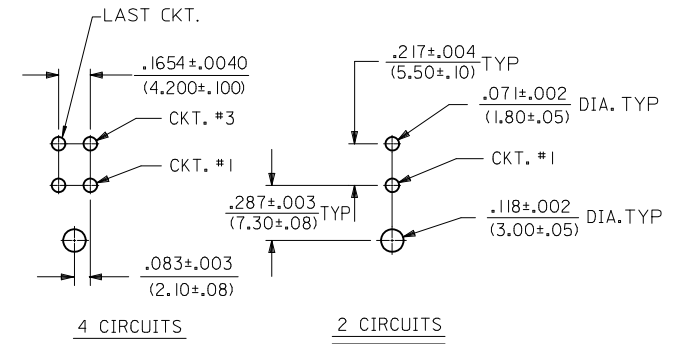 LAST CKT.
.1654±.0040
(4.200±.100)
CKT. #3
CKT. #1
.083±.003
(2.10±.08)
4 CIRCUITS
.217±.004 TYP
(5.50±.10)
.071±.002 DIA. TYP
(1.80±.05)
CKT. #1
.287±.003 TYP
(7.30±.08)
.118±.002 DIA. TYP
(3.00±.05)
2 CIRCUITS